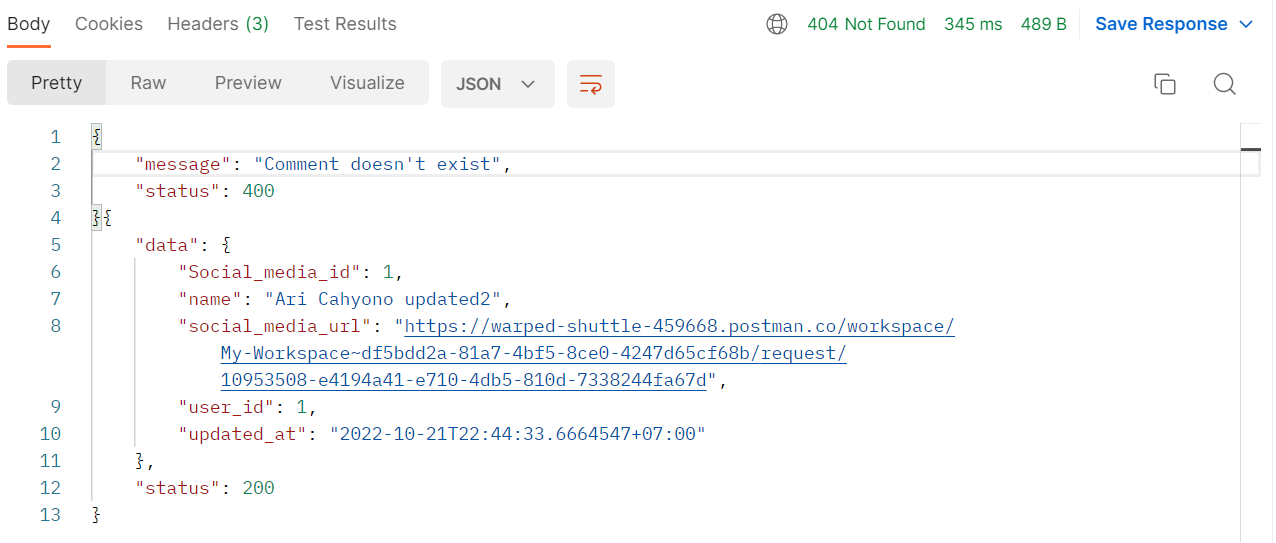 Body Cookies Headers (3) Test Results 404 Not Found 345 ms 489 B Save Response
Pretty Raw Preview Visualize JSON
1 {
2 "message": "Comment doesn't exist",
3 "status": 400
4 }{
5 "data": {
6 "Social_media_id": 1,
7 "name": "Ari Cahyono updated2",
8 "social_media_url": "https://warped-shuttle-459668.postman.co/workspace/
My-Workspace~df5bdd2a-81a7-4bf5-8ce0-4247d65cf68b/request/
10953508-e4194a41-e710-4db5-810d-7338244fa67d",
9 "user_id": 1,
10 "updated_at": "2022-10-21T22:44:33.6664547+07:00"
11 },
12 "status": 200
13 }